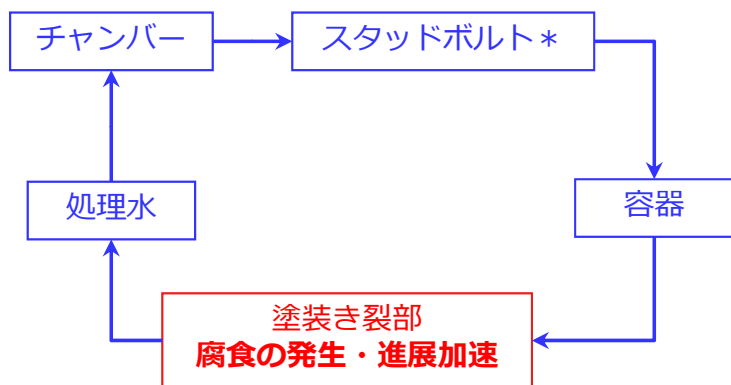 チャンバー
スタッドボルト＊
処理水
容器
塗装き裂部
腐食の発生・進展加速